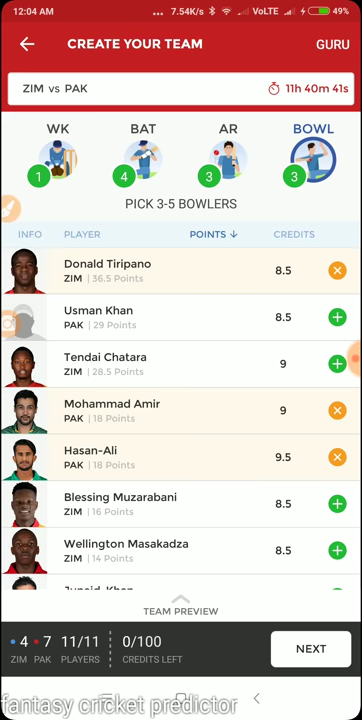 12:04 AM ... 7.54K/s VoLTE 49%
CREATE YOUR TEAM GURU
ZIM vs PAK 11h 40m 41s
WK BAT AR BOWL
1 4 3 3
PICK 3-5 BOWLERS
INFO PLAYER POINTS ↓ CREDITS
Donald Tiripano
ZIM | 36.5 Points 8.5
Usman Khan
PAK | 29 Points 8.5
Tendai Chatara
ZIM | 28.5 Points 9
Mohammad Amir
PAK | 18 Points 9
Hasan-Ali
PAK | 18 Points 9.5
Blessing Muzarabani
ZIM | 16 Points 8.5
Wellington Masakadza
ZIM | 14 Points 8.5
Junaid Khan
TEAM PREVIEW
4 7 11/11 0/100
ZIM PAK PLAYERS CREDITS LEFT
NEXT
fantasy cricket predictor